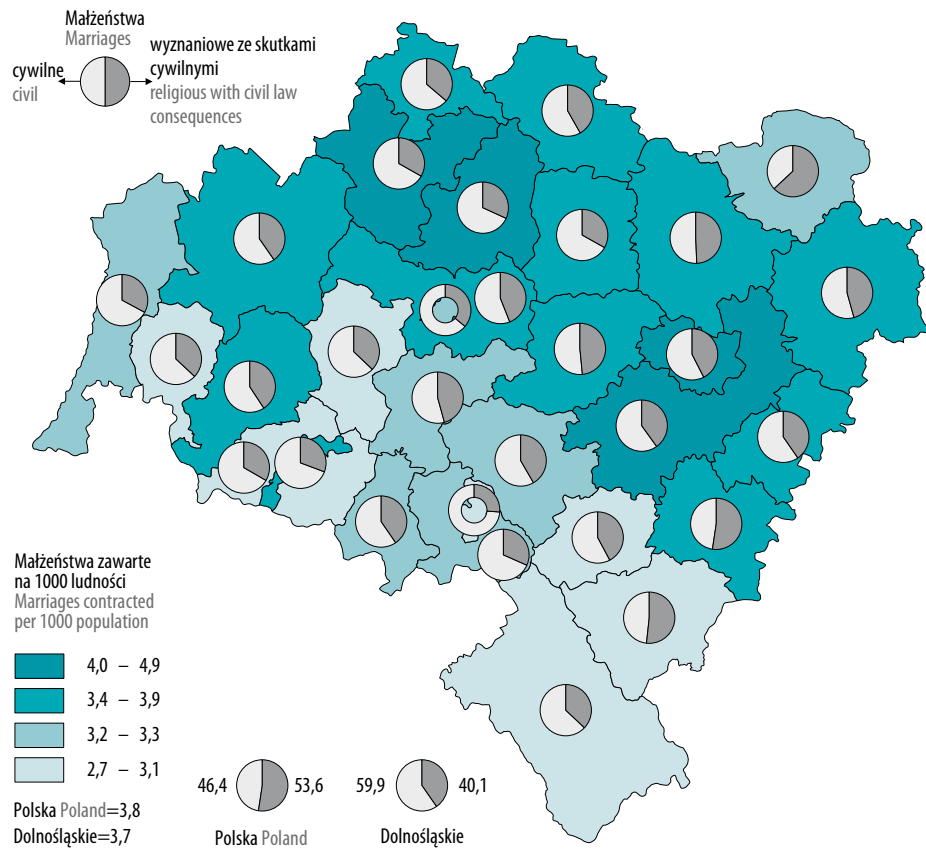 Małżeństwa
Marriages
cywilne
civil
wyznaniowe ze skutkami
cywilnymi
religious with civil law
consequences
Małżeństwa zawarte
na 1000 ludności
Marriages contracted
per 1000 population
4,0 – 4,9
3,4 – 3,9
3,2 – 3,3
2,7 – 3,1
Polska Poland=3,8
Dolnośląskie=3,7
46,4 53,6
Polska Poland
59,9 40,1
Dolnośląskie